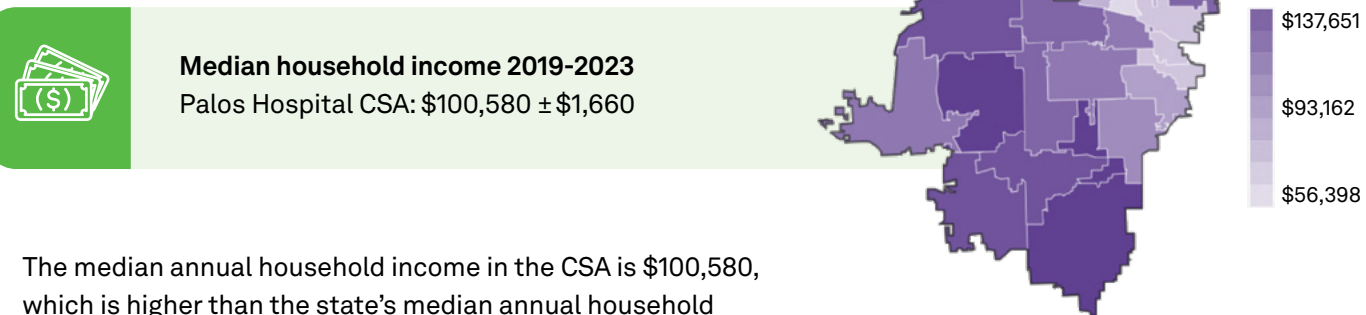 ($)
Median household income 2019-2023
Palos Hospital CSA: $100,580 ± $1,660
$137,651
$93,162
$56,398
The median annual household income in the CSA is $100,580,
which is higher than the state's median annual household